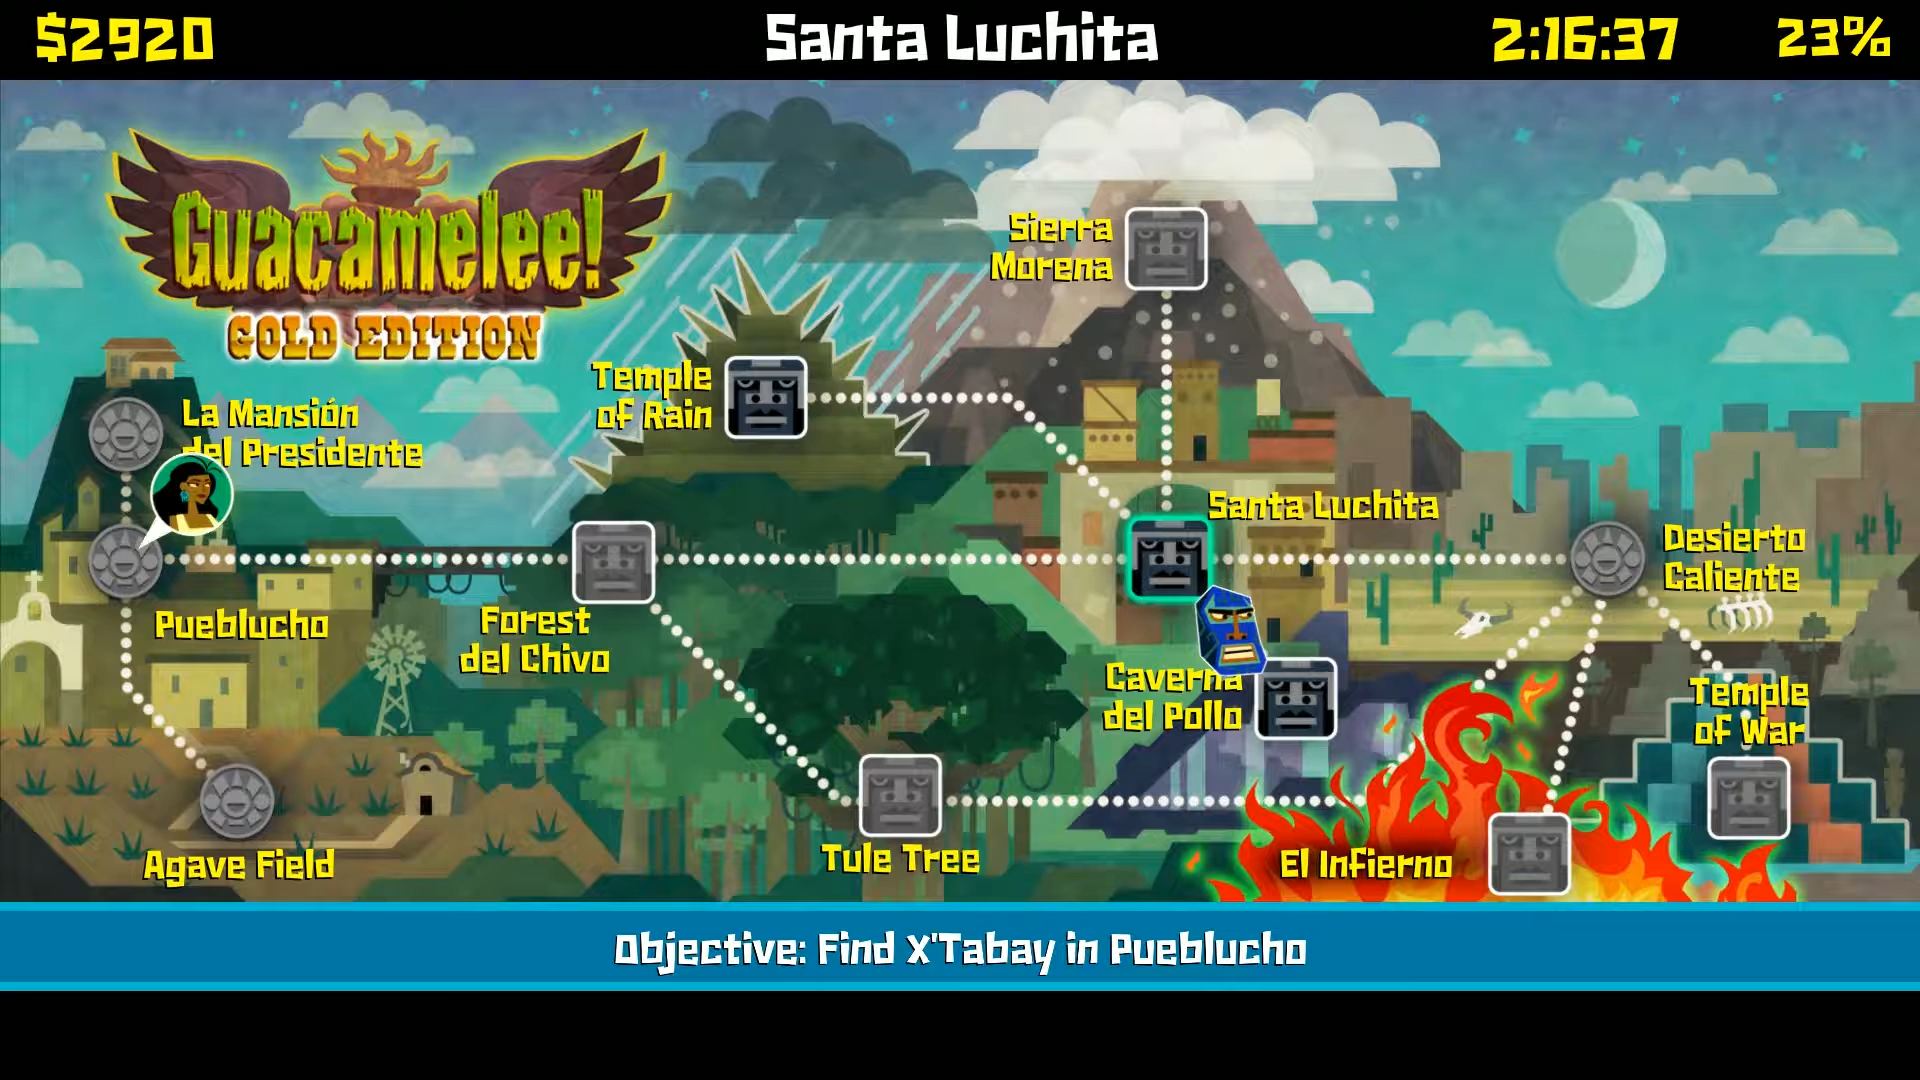 $2920
Santa Luchita
2:16:37
23%
Guacamelee!
GOLD EDITION
Sierra
Morena
Temple
of Rain
La Mansión
del Presidente
Santa Luchita
Desierto
Caliente
Pueblucho
Forest
del Chivo
Caverna
del Pollo
Temple
of War
Agave Field
Tule Tree
El Infierno
Objective: Find X'Tabay in Pueblucho